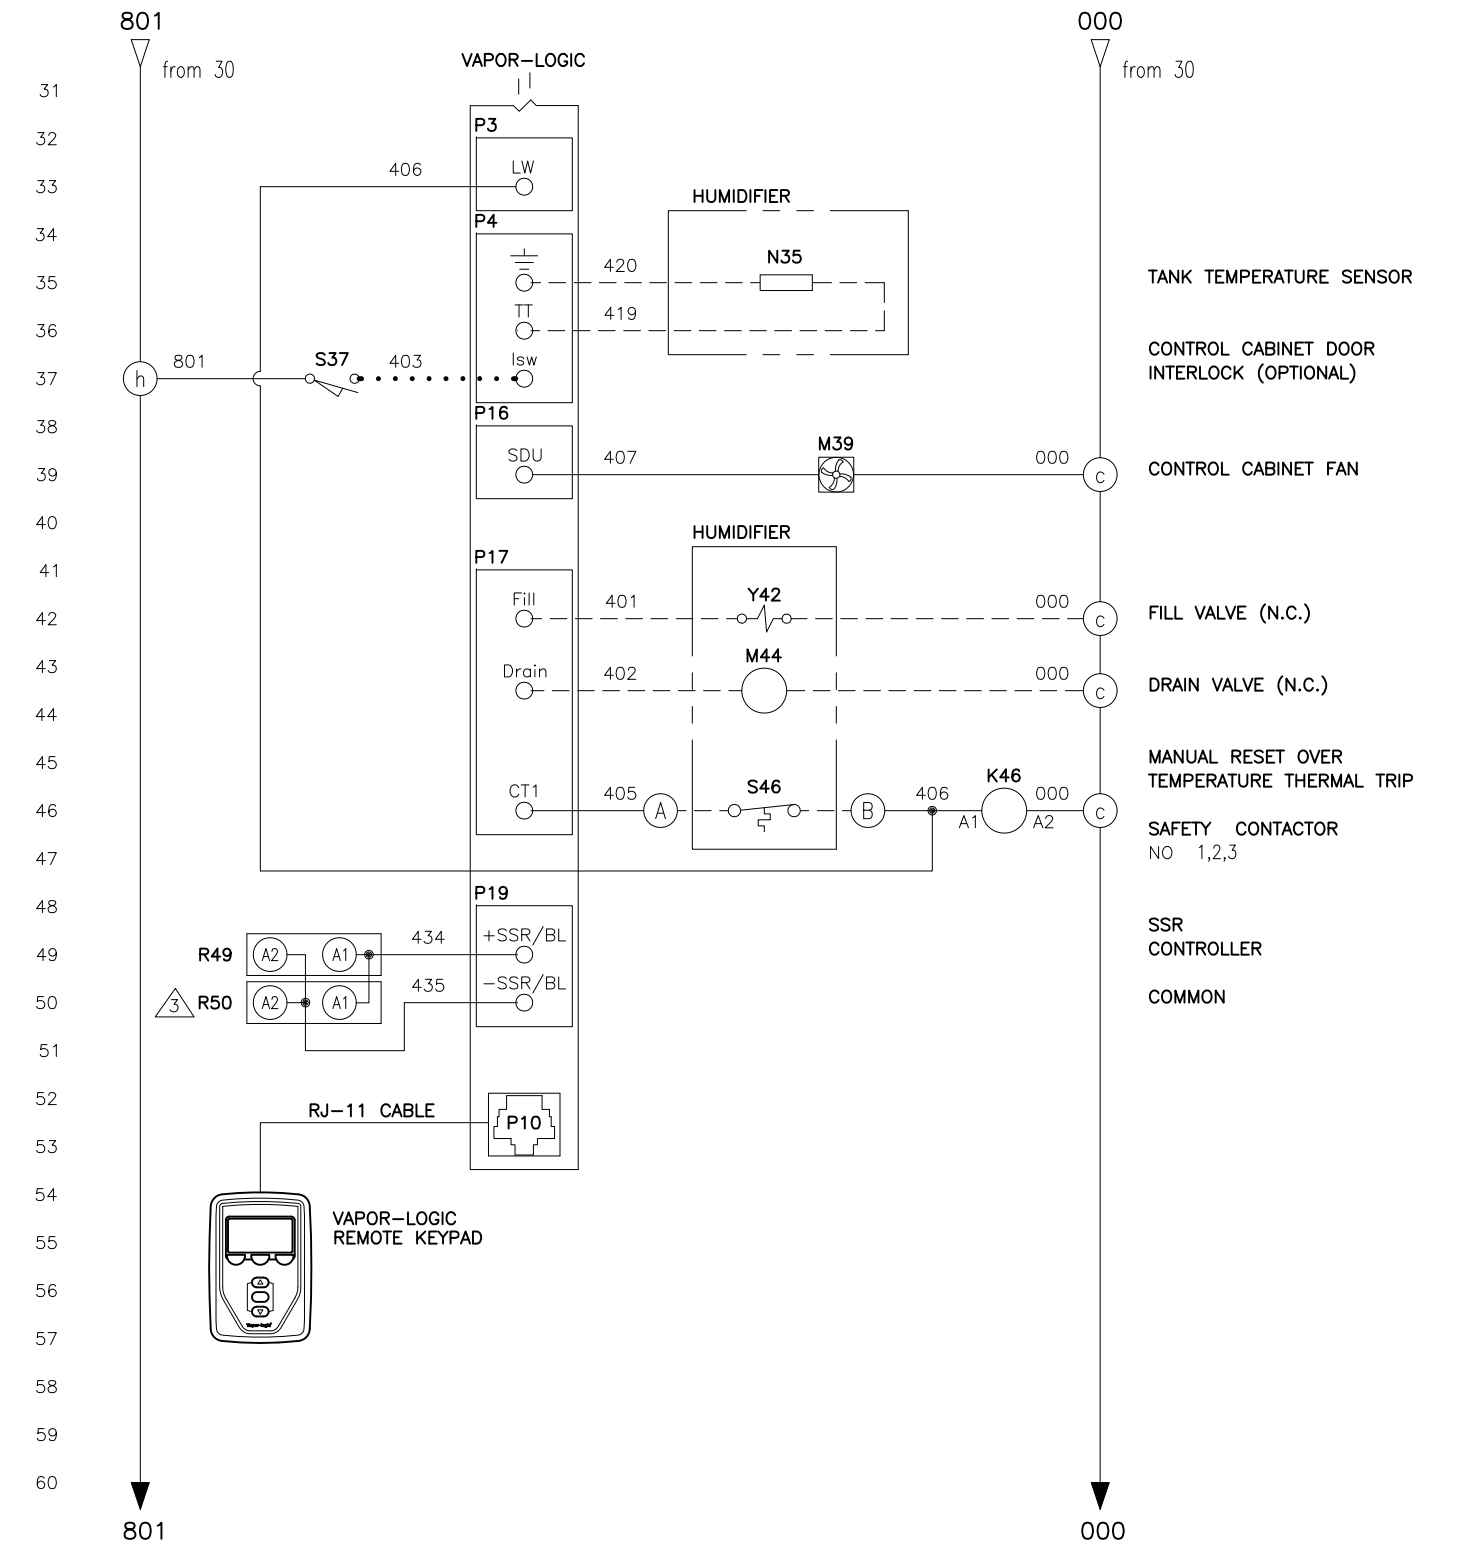 801
000
from 30
from 30
VAPOR-LOGIC
31
32
P3
LW
406
33
HUMIDIFIER
34
P4
N35
420
35
TANK TEMPERATURE SENSOR
TT
419
36
CONTROL CABINET DOOR
INTERLOCK (OPTIONAL)
801
S37
403
Isw
37
h
38
P16
M39
SDU
407
000
39
c
CONTROL CABINET FAN
40
HUMIDIFIER
41
P17
Fill
401
Y42
000
42
c
FILL VALVE (N.C.)
43
M44
Drain
402
000
c
DRAIN VALVE (N.C.)
44
45
MANUAL RESET OVER
TEMPERATURE THERMAL TRIP
CT1
405
S46
406
K46
000
46
A
B
A1
A2
c
SAFETY CONTACTOR
NO 1,2,3
47
48
P19
SSR
CONTROLLER
434
+SSR/BL
49
R49
A2
A1
435
-SSR/BL
50
3
R50
A2
A1
COMMON
51
52
RJ-11 CABLE
P10
53
54
VAPOR-LOGIC
REMOTE KEYPAD
55
56
Vapor-logic
57
58
59
60
801
000